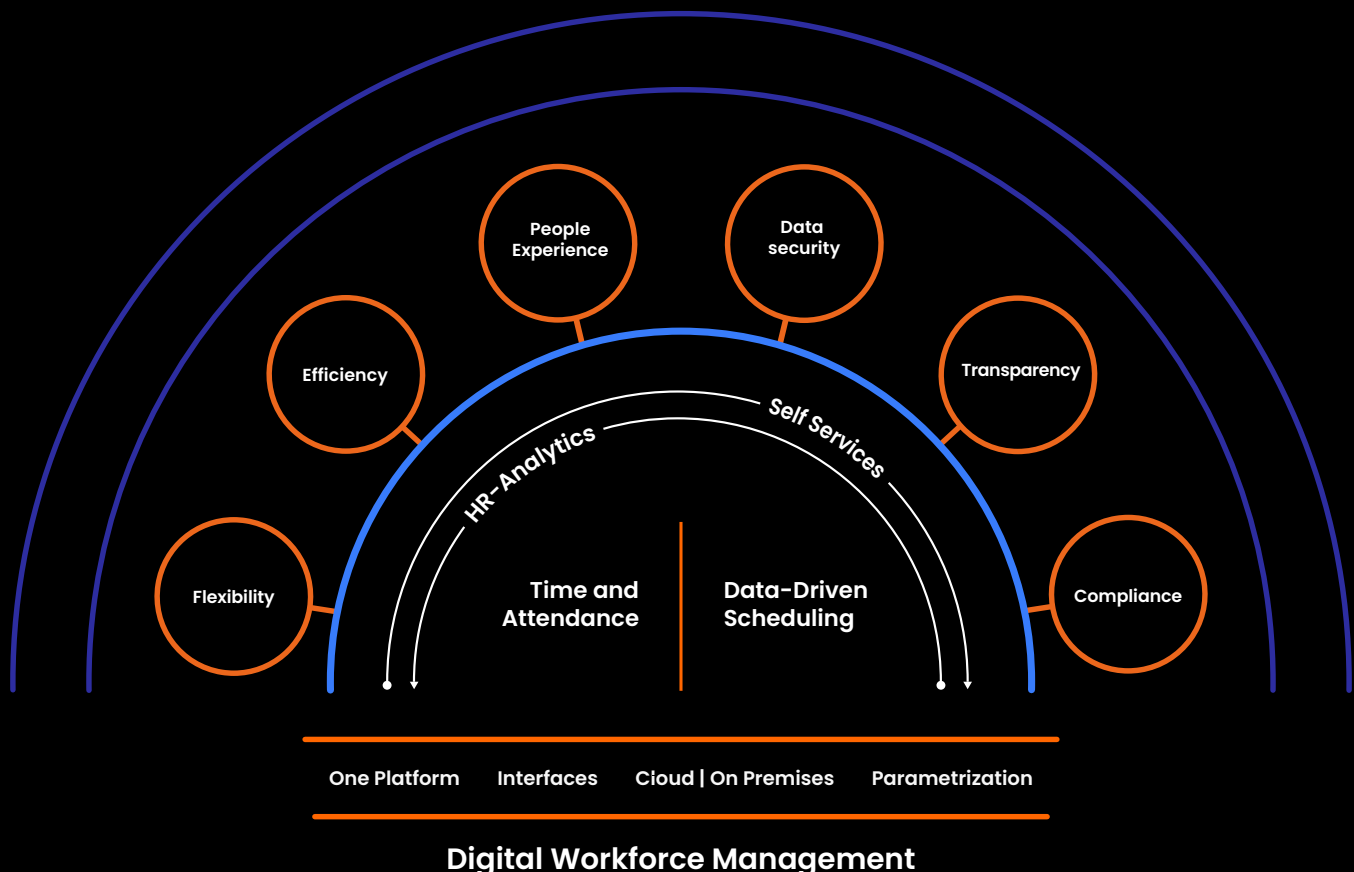 People
Experience
Data
security
Efficiency
Transparency
Flexibility
Compliance
HR-Analytics
Self Services
Time and
Attendance
Data-Driven
Scheduling
One Platform
Interfaces
Cloud | On Premises
Parametrization
Digital Workforce Management